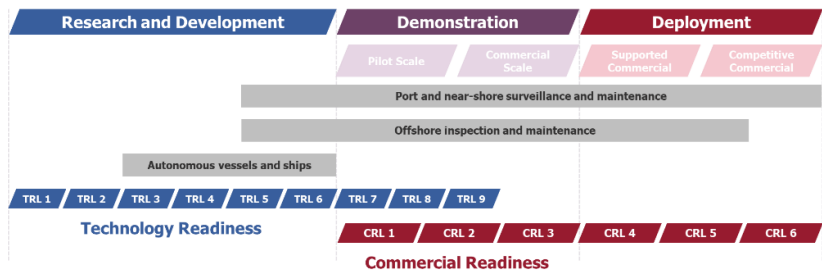 Research and Development Demonstration Deployment
Pilot Scale Commercial Scale Supported Commercial Competitive Commercial
Port and near-shore surveillance and maintenance
Offshore inspection and maintenance
Autonomous vessels and ships
TRL 1 TRL 2 TRL 3 TRL 4 TRL 5 TRL 6 TRL 7 TRL 8 TRL 9
Technology Readiness
CRL 1 CRL 2 CRL 3 CRL 4 CRL 5 CRL 6
Commercial Readiness